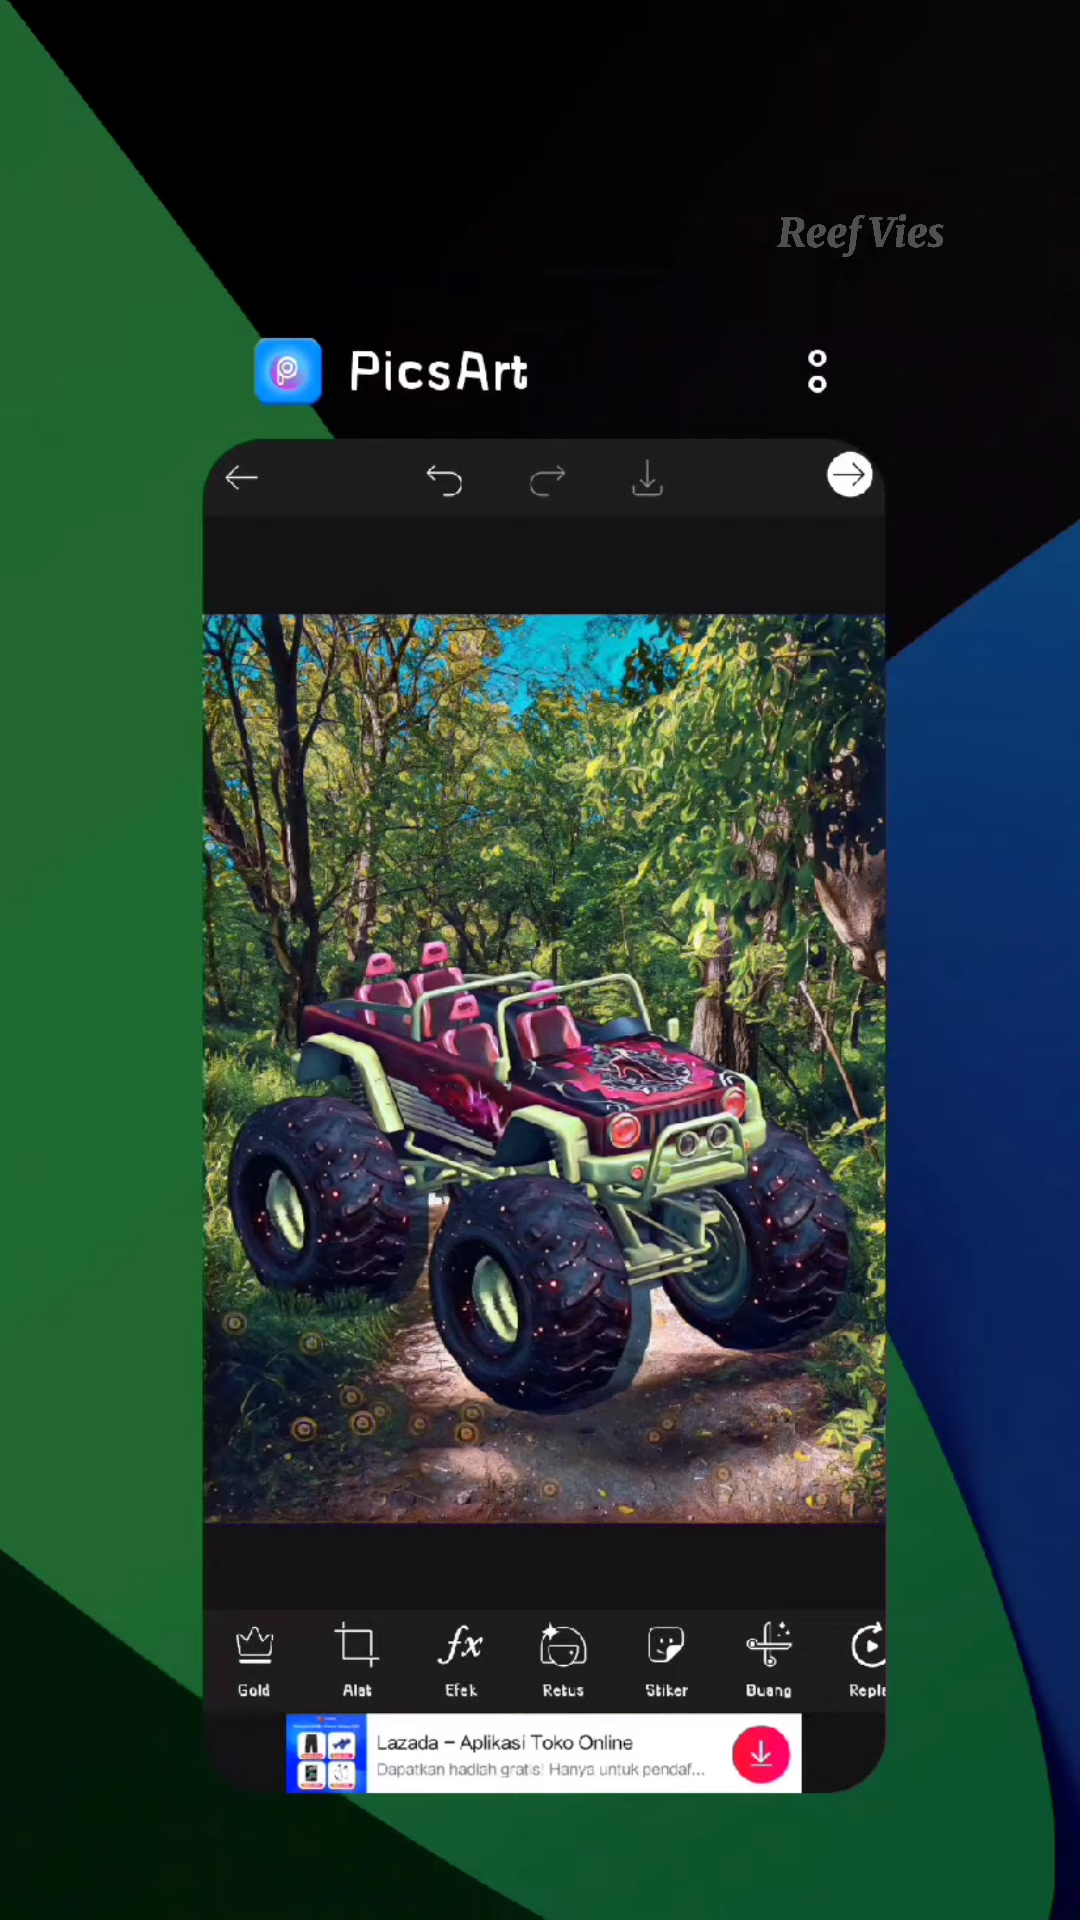 Reef Vies
PicsArt
Gold
Alat
Efek
Retus
Stiker
Buang
Repla
Lazada – Aplikasi Toko Online
Dapatkan hadiah gratis! Hanya untuk pendaf...